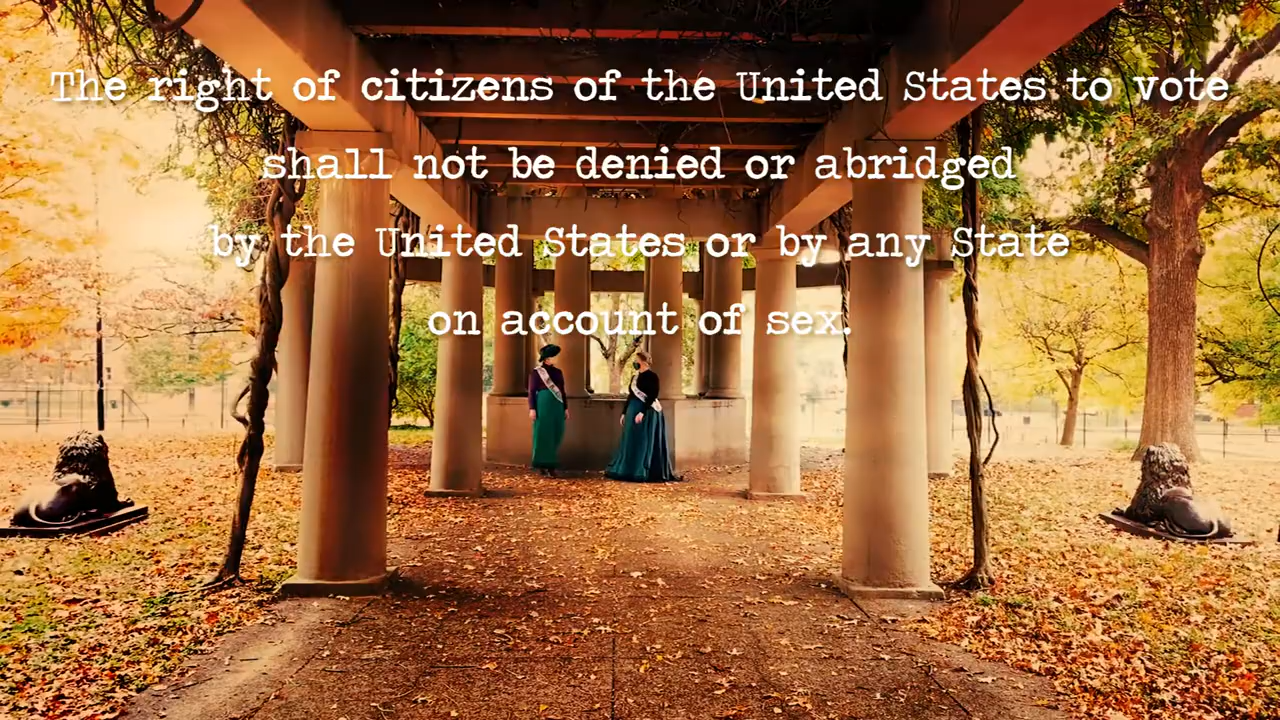 The right of citizens of the United States to vote
shall not be denied or abridged
by the United States or by any State
on account of sex.